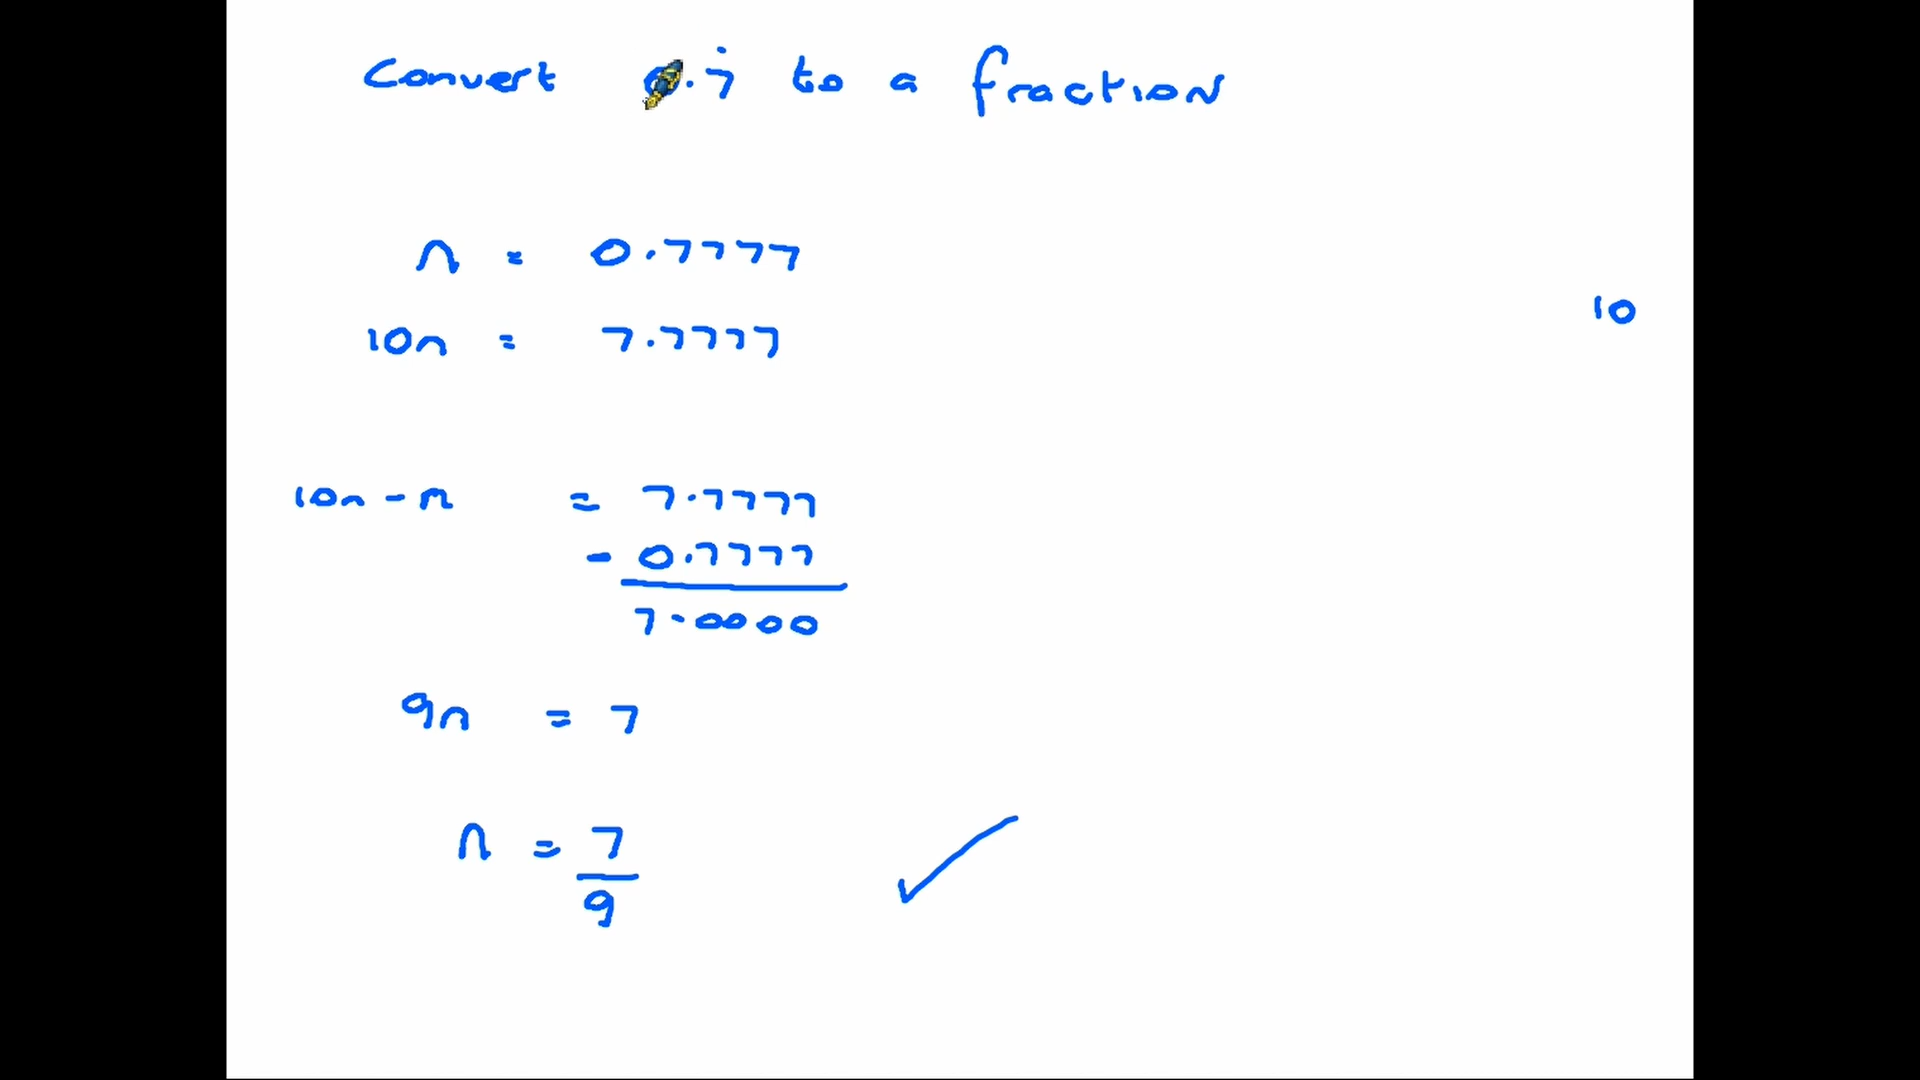 Convert 0.7̇ to a fraction
n = 0.7777
10n = 7.7777
10
10n - n = 7.7777
- 0.7777
7.0000
9n = 7
n = 7
9